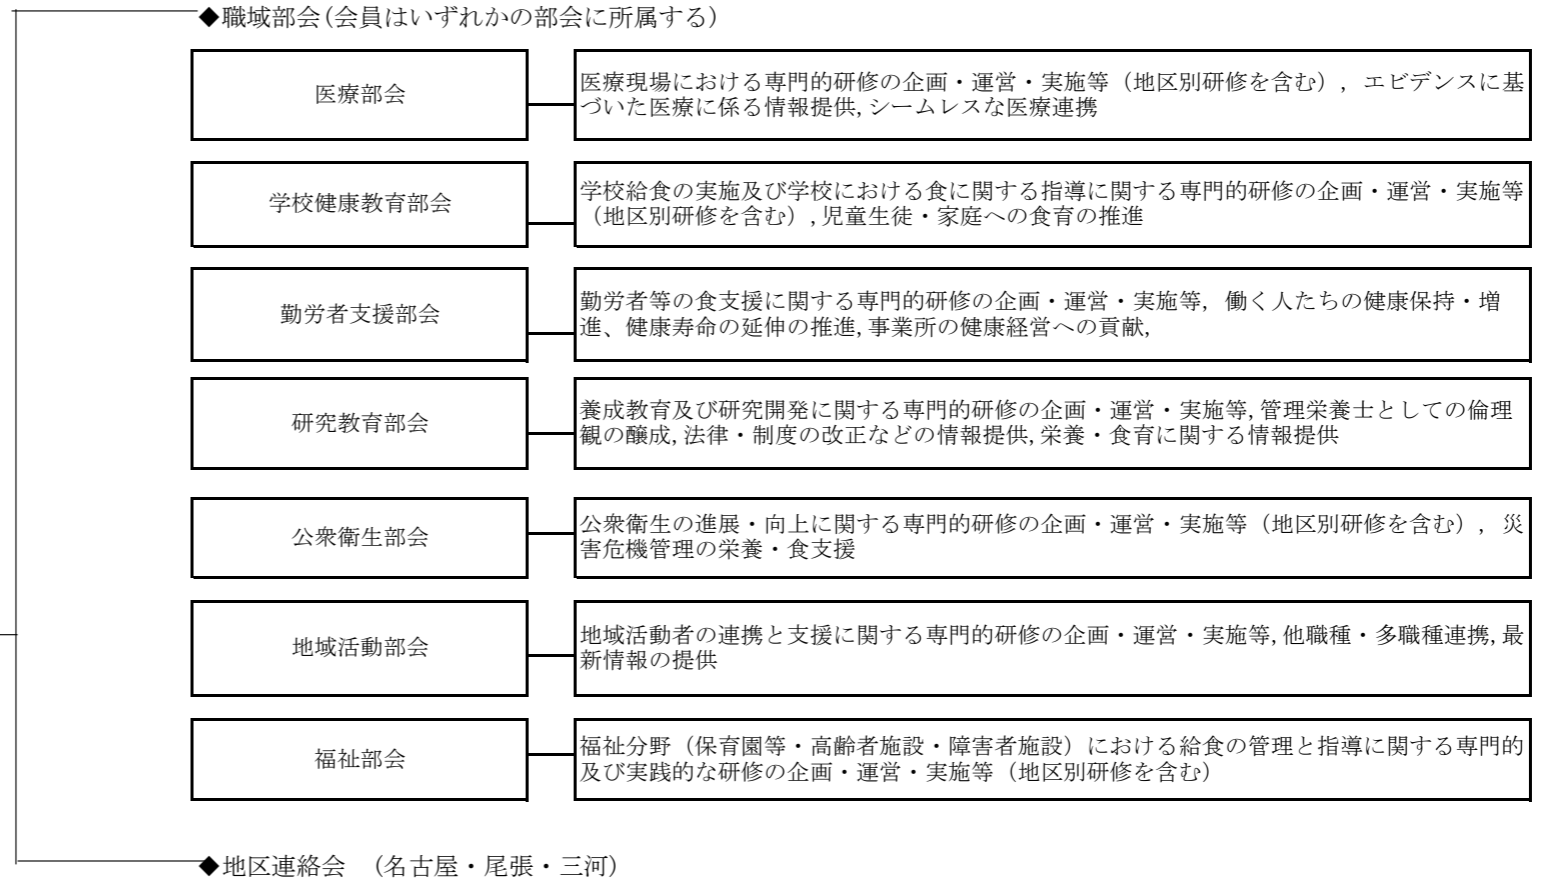 ◆職域部会(会員はいずれかの部会に所属する)
医療部会
医療現場における専門的研修の企画・運営・実施等（地区別研修を含む），エビデンスに基
づいた医療に係る情報提供,シームレスな医療連携
学校健康教育部会
学校給食の実施及び学校における食に関する指導に関する専門的研修の企画・運営・実施等
（地区別研修を含む）,児童生徒・家庭への食育の推進
勤労者支援部会
勤労者等の食支援に関する専門的研修の企画・運営・実施等，働く人たちの健康保持・増
進、健康寿命の延伸の推進,事業所の健康経営への貢献,
研究教育部会
養成教育及び研究開発に関する専門的研修の企画・運営・実施等,管理栄養士としての倫理
観の醸成,法律・制度の改正などの情報提供,栄養・食育に関する情報提供
公衆衛生部会
公衆衛生の進展・向上に関する専門的研修の企画・運営・実施等（地区別研修を含む），災
害危機管理の栄養・食支援
地域活動部会
地域活動者の連携と支援に関する専門的研修の企画・運営・実施等,他職種・多職種連携,最
新情報の提供
福祉部会
福祉分野（保育園等・高齢者施設・障害者施設）における給食の管理と指導に関する専門的
及び実践的な研修の企画・運営・実施等（地区別研修を含む）
◆地区連絡会　（名古屋・尾張・三河）